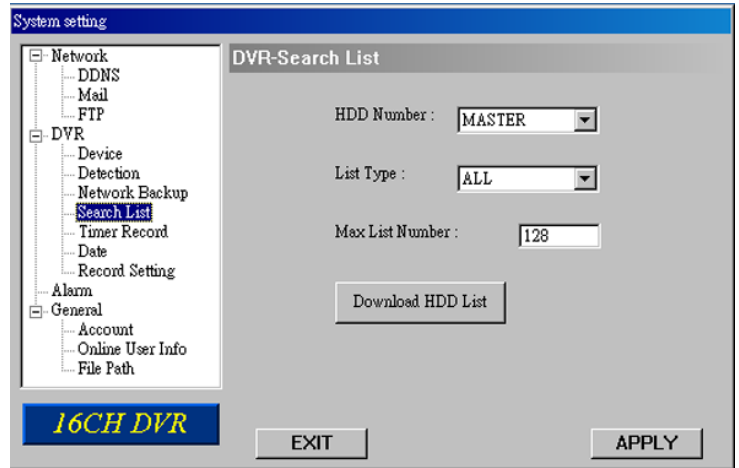 System setting
Network
DDNS
Mail
FTP
DVR
Device
Detection
Network Backup
Search List
Timer Record
Date
Record Setting
Alarm
General
Account
Online User Info
File Path
16CH DVR
DVR-Search List
HDD Number : MASTER
List Type : ALL
Max List Number : 128
Download HDD List
EXIT APPLY